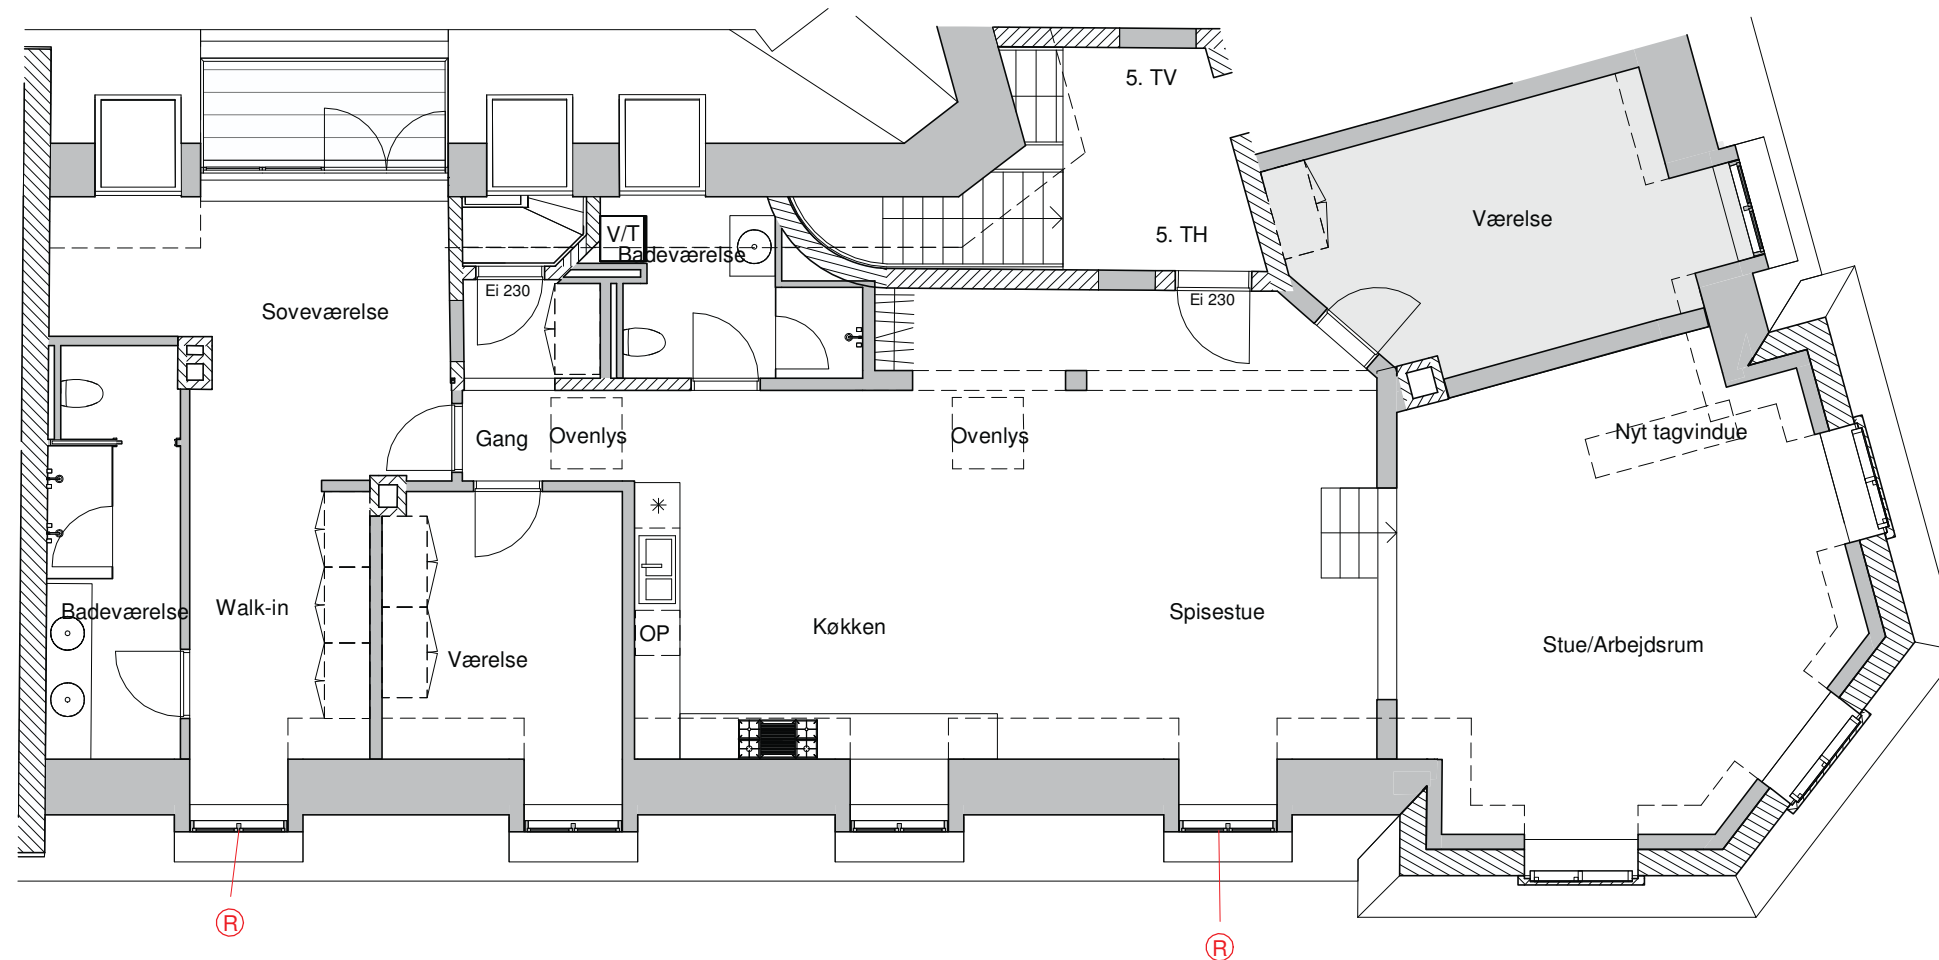 5. TV
5. TH
Værelse
V/T
Badeværelse
Ei 230
Ei 230
Soveværelse
Gang
Ovenlys
Ovenlys
Nyt tagvindue
Badeværelse
Walk-in
Værelse
OP
Køkken
Spisestue
Stue/Arbejdsrum
R
R